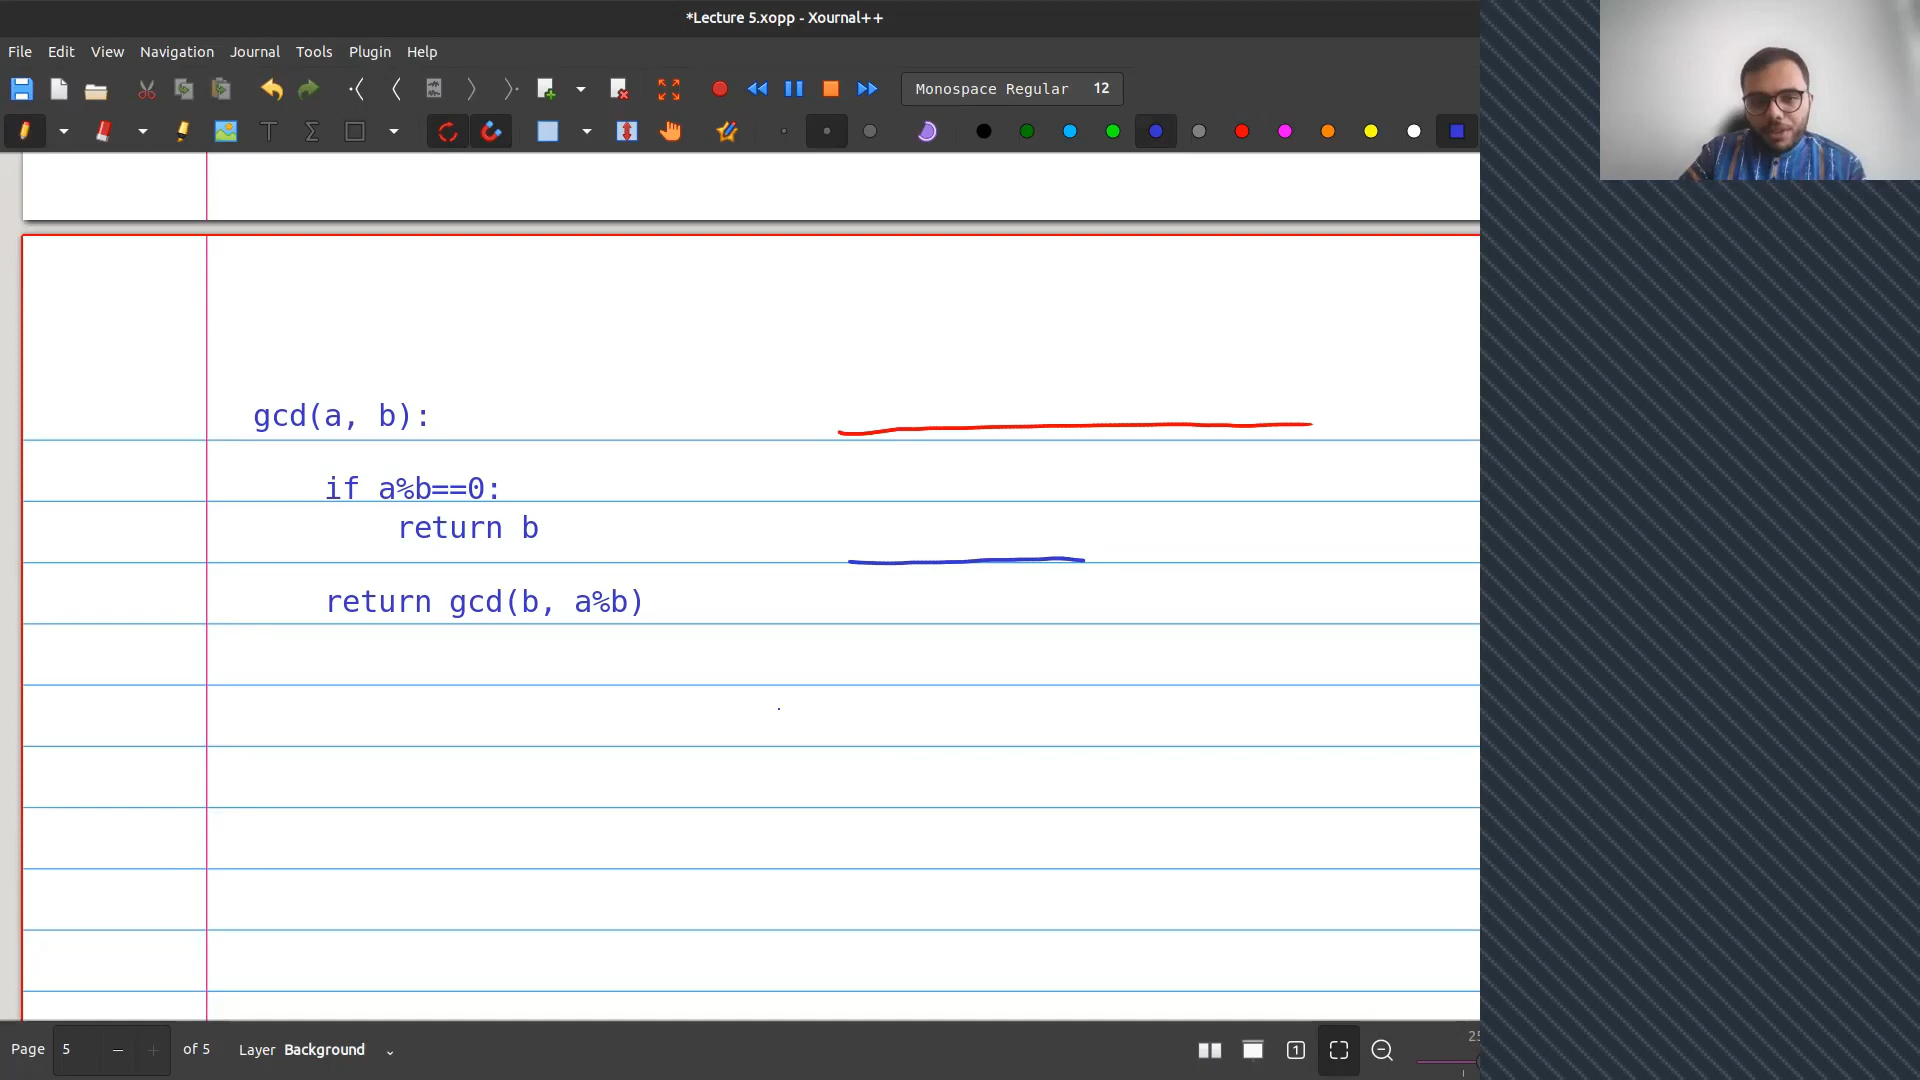 *Lecture 5.xopp - Xournal++
File Edit View Navigation Journal Tools Plugin Help
Monospace Regular 12
gcd(a, b):
if a%b==0:
return b
return gcd(b, a%b)
Page 5 of 5 Layer Background
1